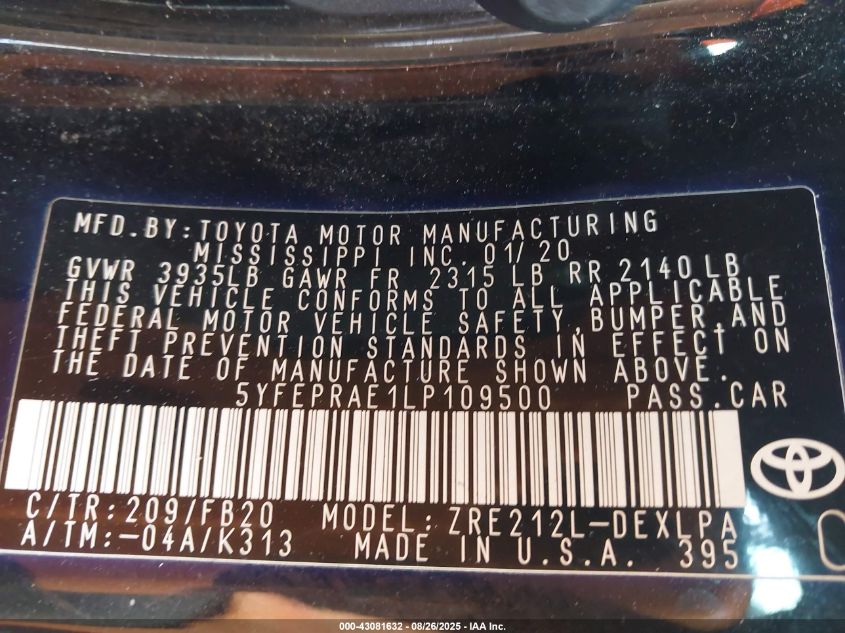 MFD.BY:TOYOTA MOTOR MANUFACTURING
MISSISSIPPI INC. 01/20
GVWR 3935LB GAWR FR 2315 LB RR 2140LB
THIS VEHICLE CONFORMS TO ALL APPLICABLE
FEDERAL MOTOR VEHICLE SAFETY,BUMPER,AND
THEFT PREVENTION STANDARDS IN EFFECT ON
THE DATE OF MANUFACTURE SHOWN ABOVE.
5YFEPRAE1LP109500 PASS.CAR
C/TR:209/FB20 MODEL:ZRE212L-DEXLPA
A/TM:-04A/K313 MADE IN U.S.A. 395
000-43081632 - 08/26/2025 - IAA Inc.